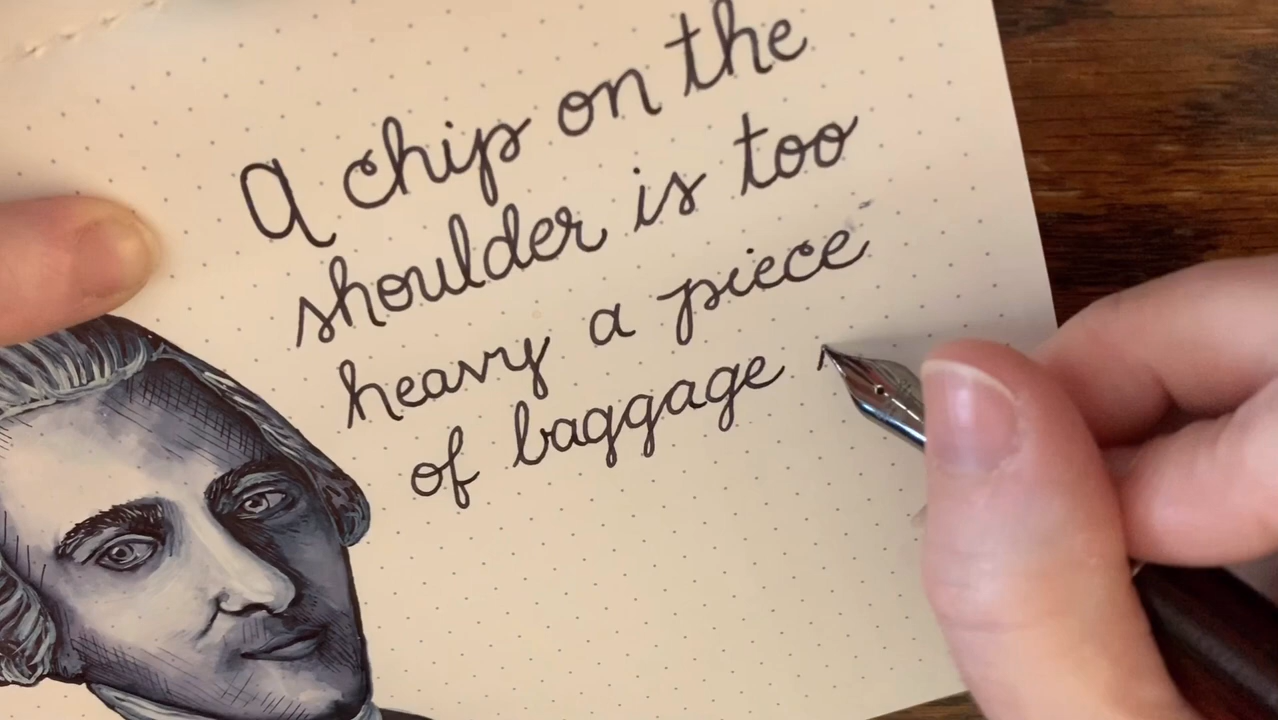 A chip on the
shoulder is too
heavy a piece
of baggage